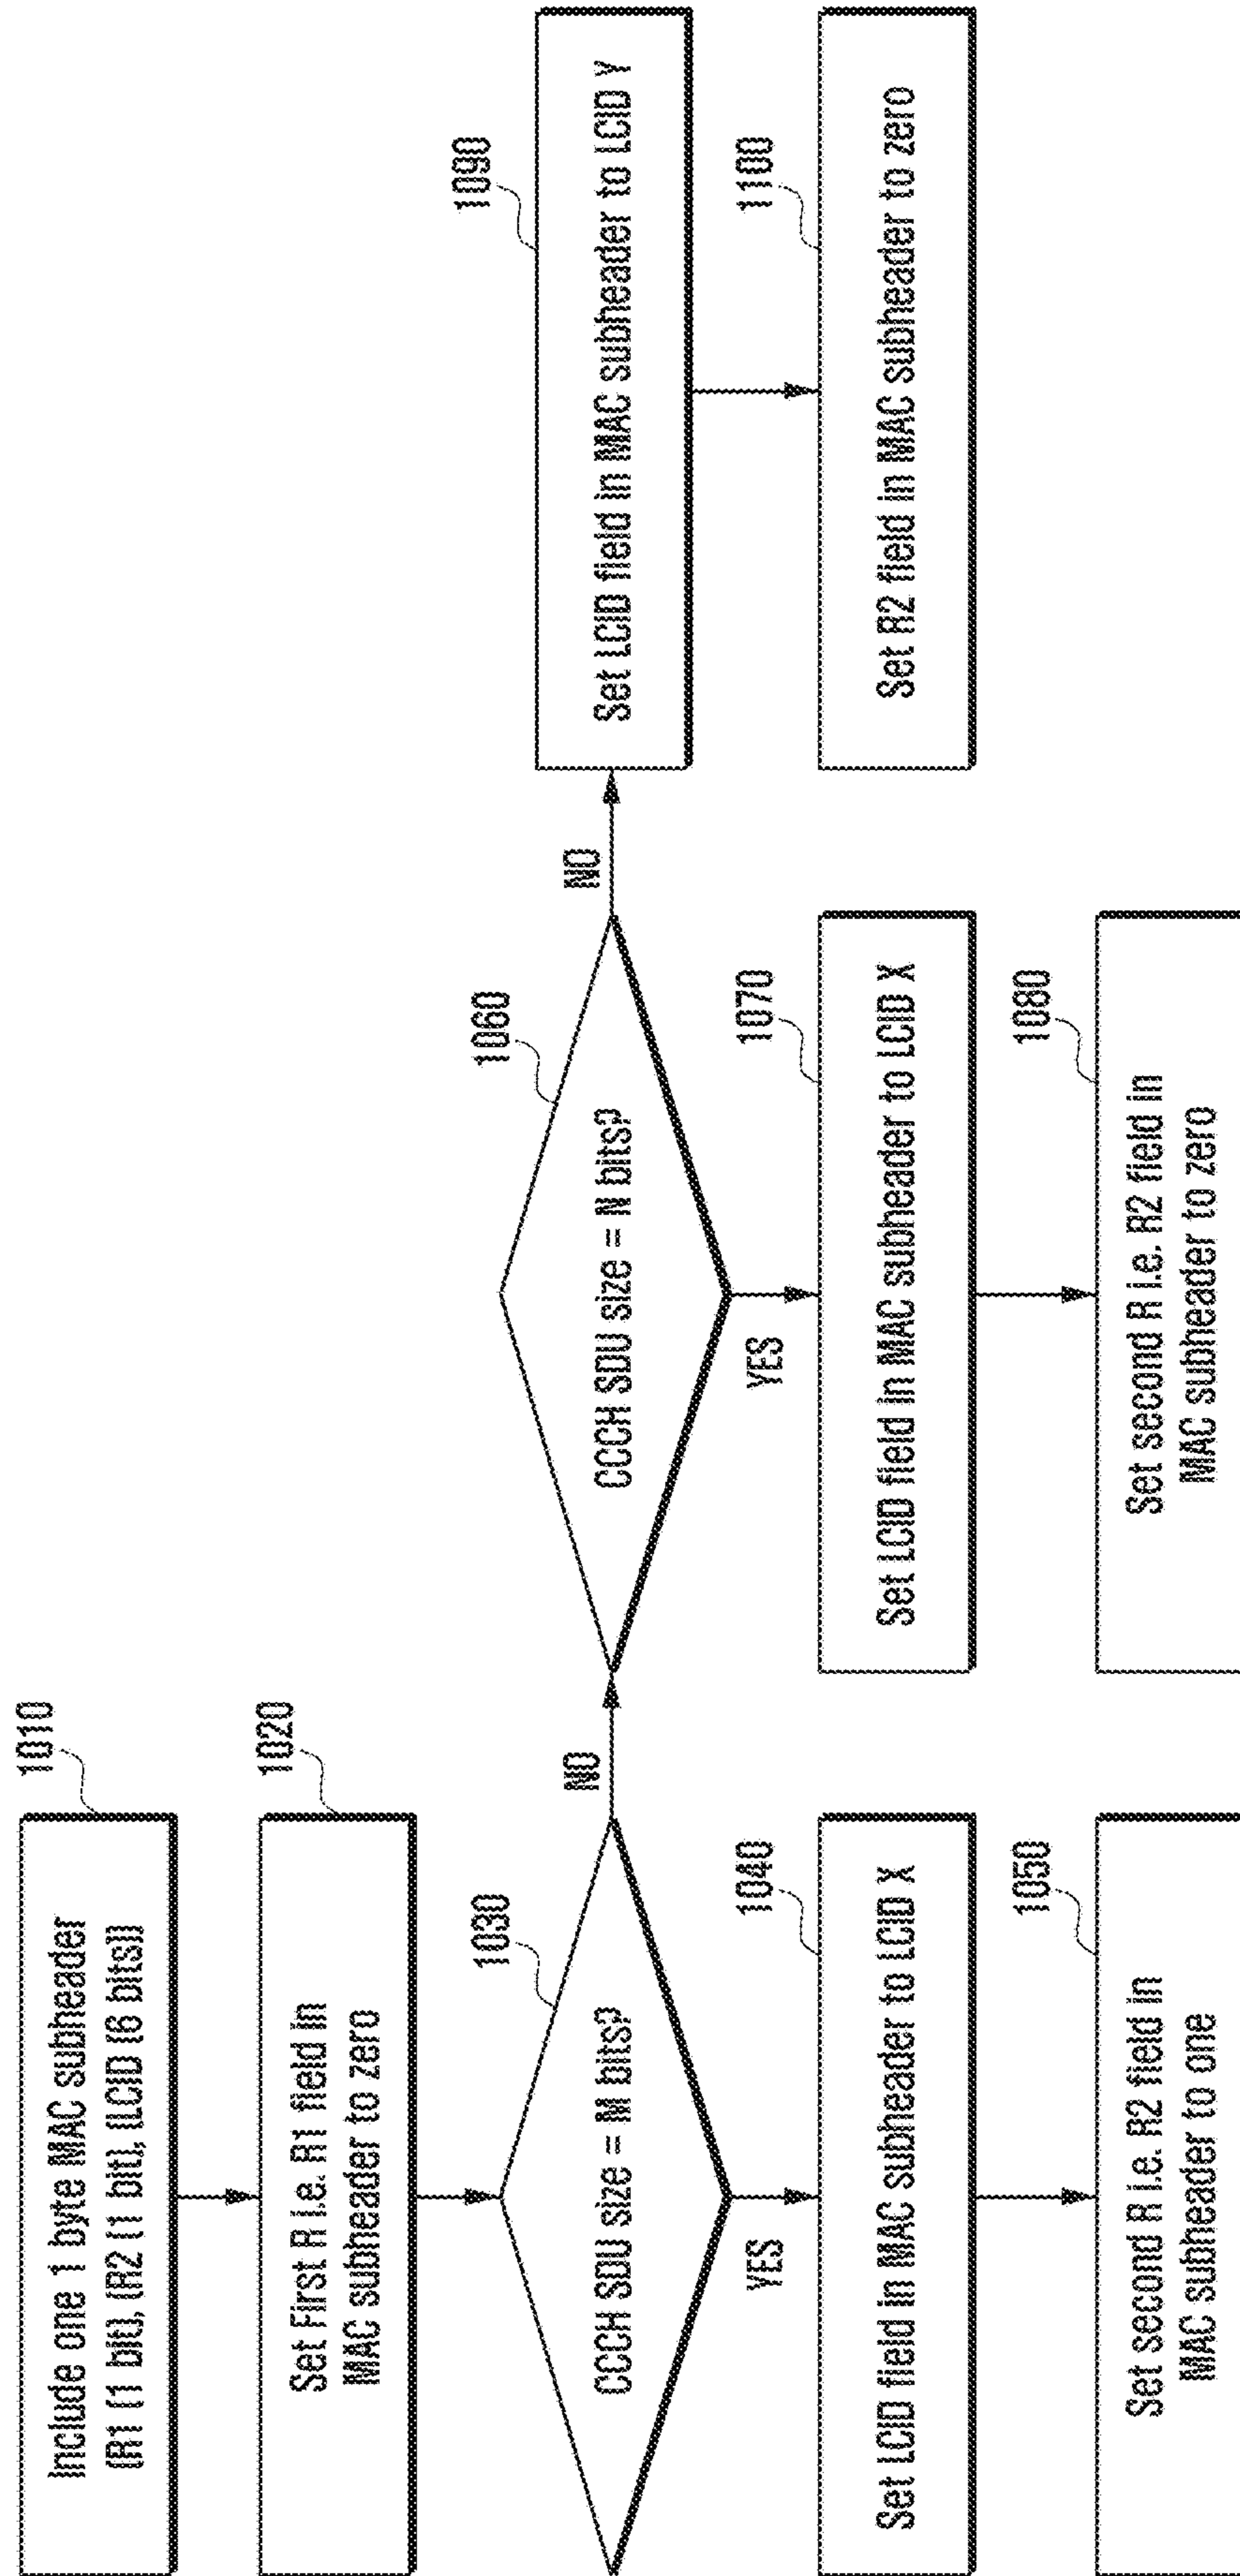 1010
Include one 1 byte MAC subheader
(R1 (1 bit), (R2 (1 bit), (LCID (6 bits))
1020
Set First R i.e. R1 field in
MAC subheader to zero
1030
CCCH SDU size = M bits?
NO
YES
1040
Set LCID field in MAC subheader to LCID X
1050
Set second R i.e. R2 field in
MAC subheader to one
1060
CCCH SDU size = N bits?
NO
YES
1070
Set LCID field in MAC subheader to LCID X
1080
Set second R i.e. R2 field in
MAC subheader to zero
1090
Set LCID field in MAC subheader to LCID Y
1100
Set R2 field in MAC subheader to zero